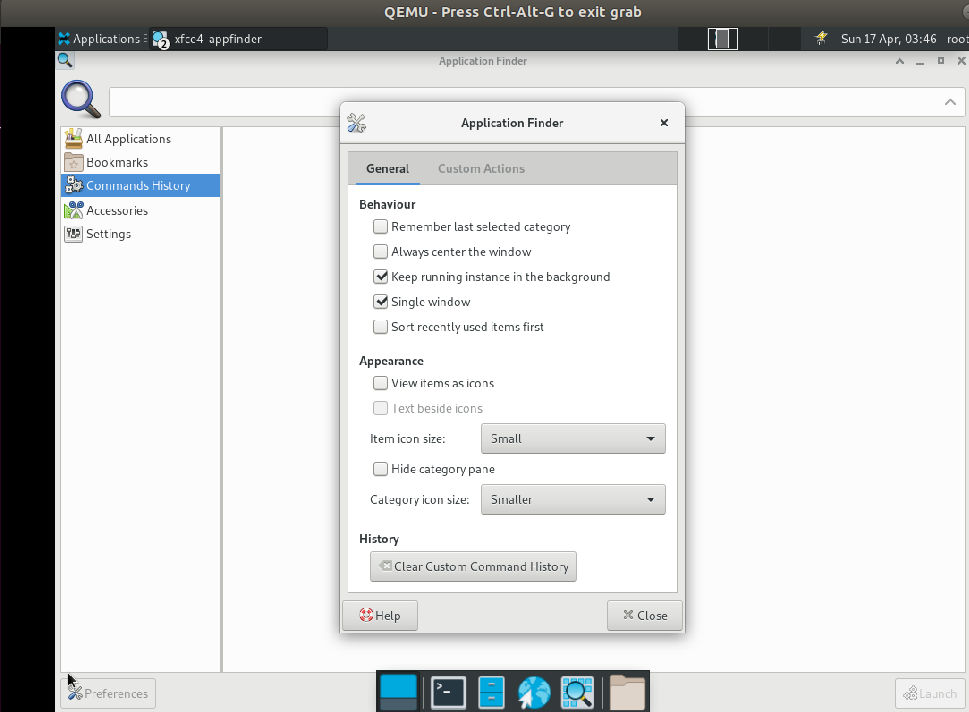 QEMU - Press Ctrl-Alt-G to exit grab
Applications
2 xfce4-appfinder
Sun 17 Apr, 03:46 root
Application Finder
All Applications
Bookmarks
Commands History
Accessories
Settings
Application Finder
General Custom Actions
Behaviour
Remember last selected category
Always center the window
Keep running instance in the background
Single window
Sort recently used items first
Appearance
View items as icons
Text beside icons
Item icon size: Small
Hide category pane
Category icon size: Smaller
History
Clear Custom Command History
Help Close
Preferences
Launch